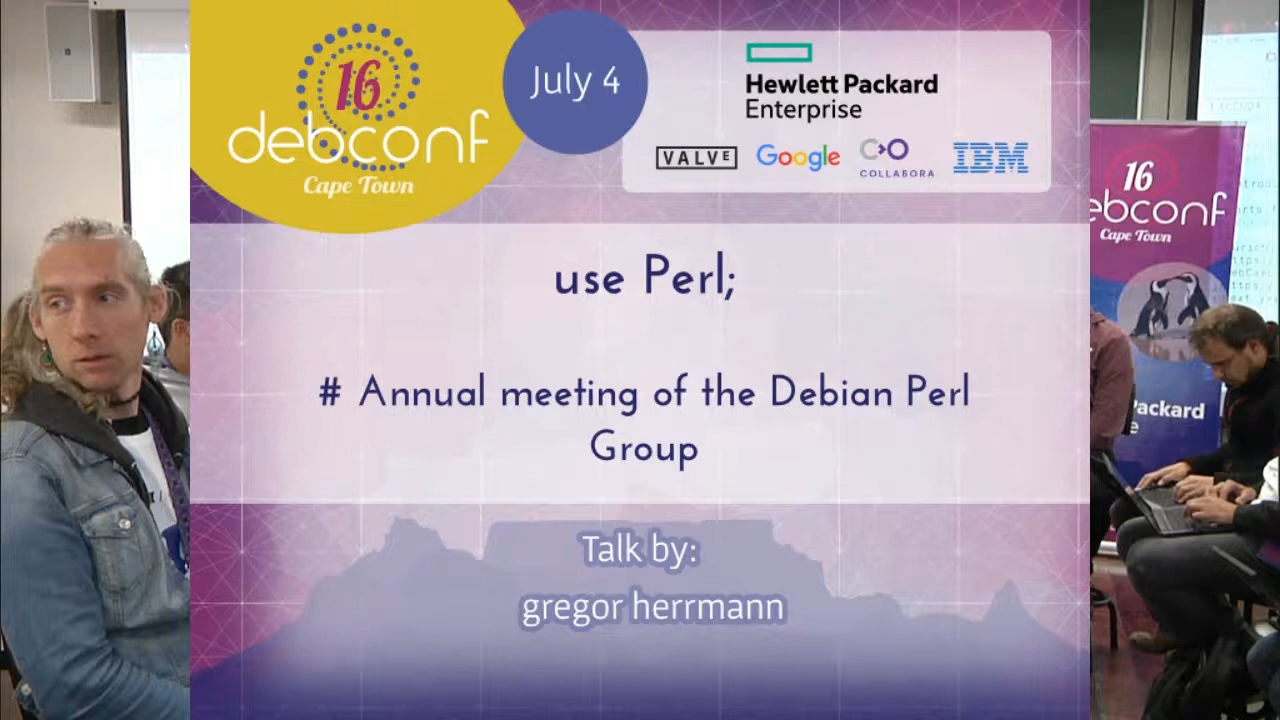 16
debconf
Cape Town
July 4
Hewlett Packard
Enterprise
VALVE
Google
COLLABORA
IBM
use Perl;
# Annual meeting of the Debian Perl
Group
Talk by:
gregor herrmann
16
ebconf
Cape Town
Packard
e